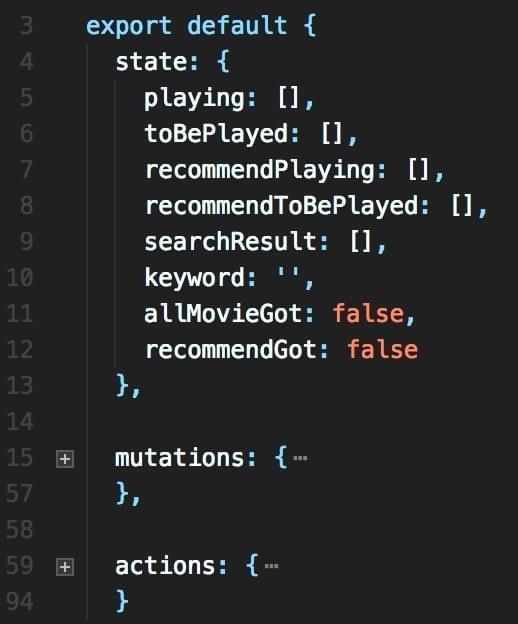 3 export default {
4 state: {
5 playing: [],
6 toBePlayed: [],
7 recommendPlaying: [],
8 recommendToBePlayed: [],
9 searchResult: [],
10 keyword: '',
11 allMovieGot: false,
12 recommendGot: false
13 },
14
15 mutations: {⋯
57 },
58
59 actions: {⋯
94 }